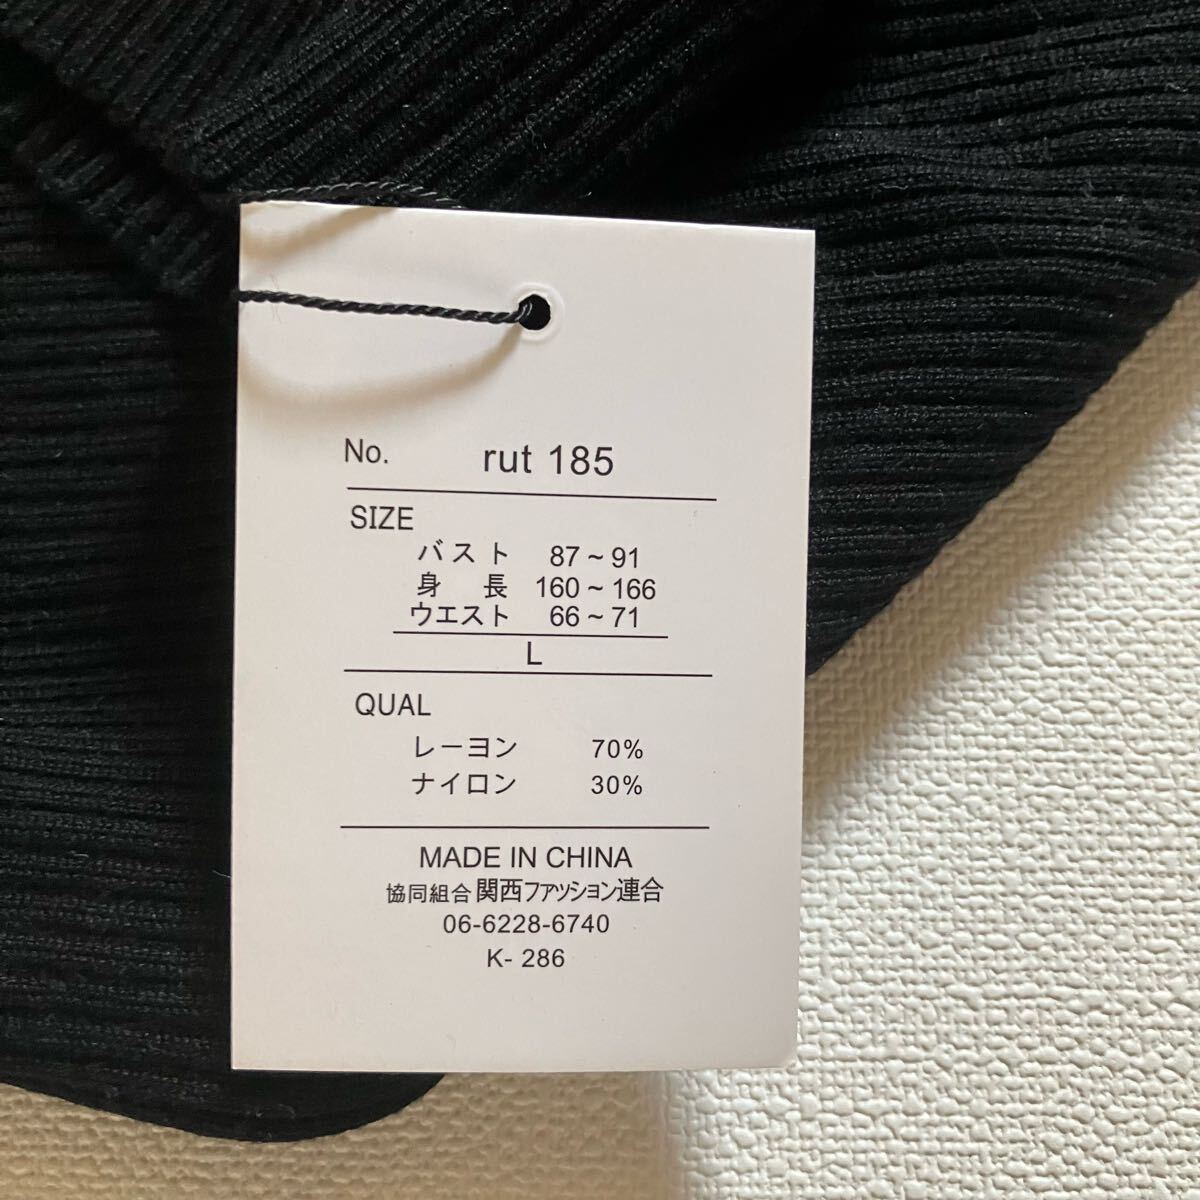 No. rut 185
SIZE
バスト 87~91
身長 160~166
ウエスト 66~71
L
QUAL
レーヨン 70%
ナイロン 30%
MADE IN CHINA
協同組合関西ファッション連合
06-6228-6740
K- 286